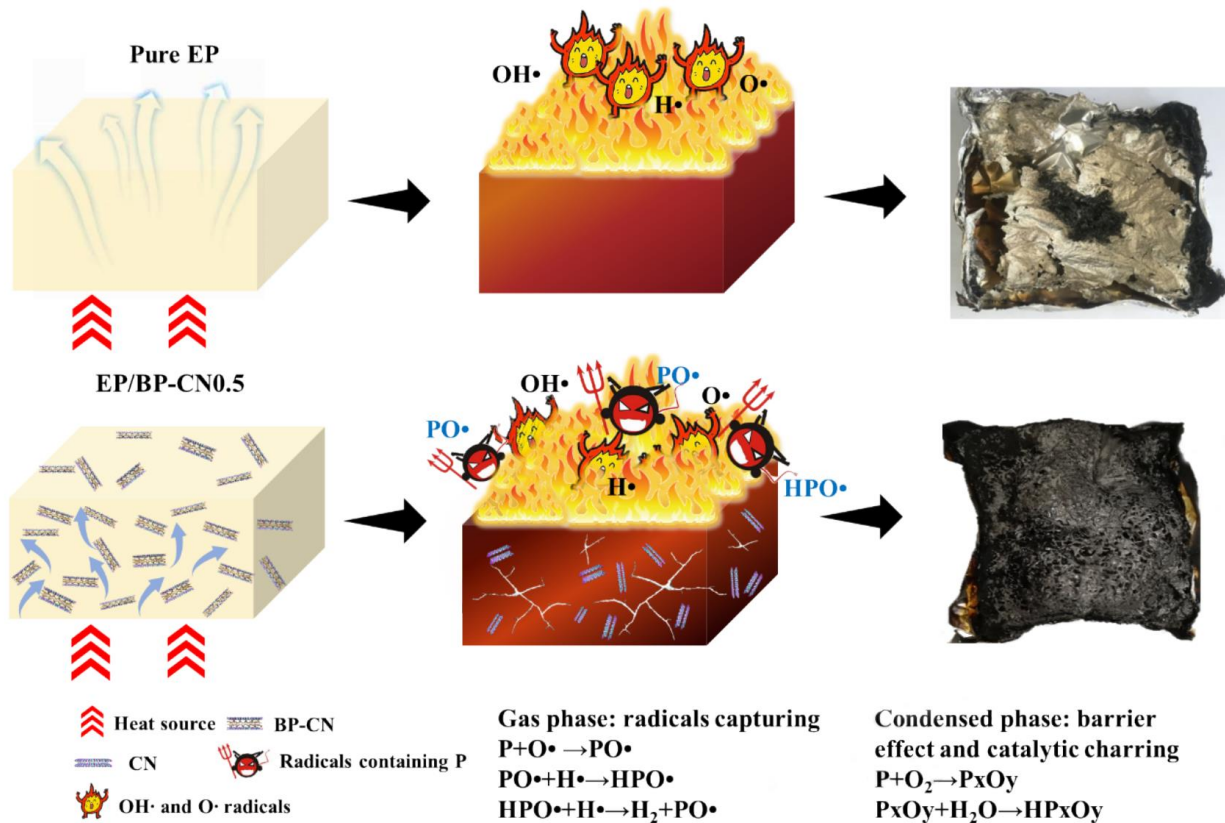 Pure EP
OH•
H•
O•
EP/BP-CN0.5
OH•
PO•
O•
PO•
H•
HPO•
Heat source
BP-CN
CN
Radicals containing P
OH· and O· radicals
Gas phase: radicals capturing
P+O•→PO•
PO•+H•→HPO•
HPO•+H•→H₂+PO•
Condensed phase: barrier
effect and catalytic charring
P+O₂→PxOy
PxOy+H₂O→HPxOy